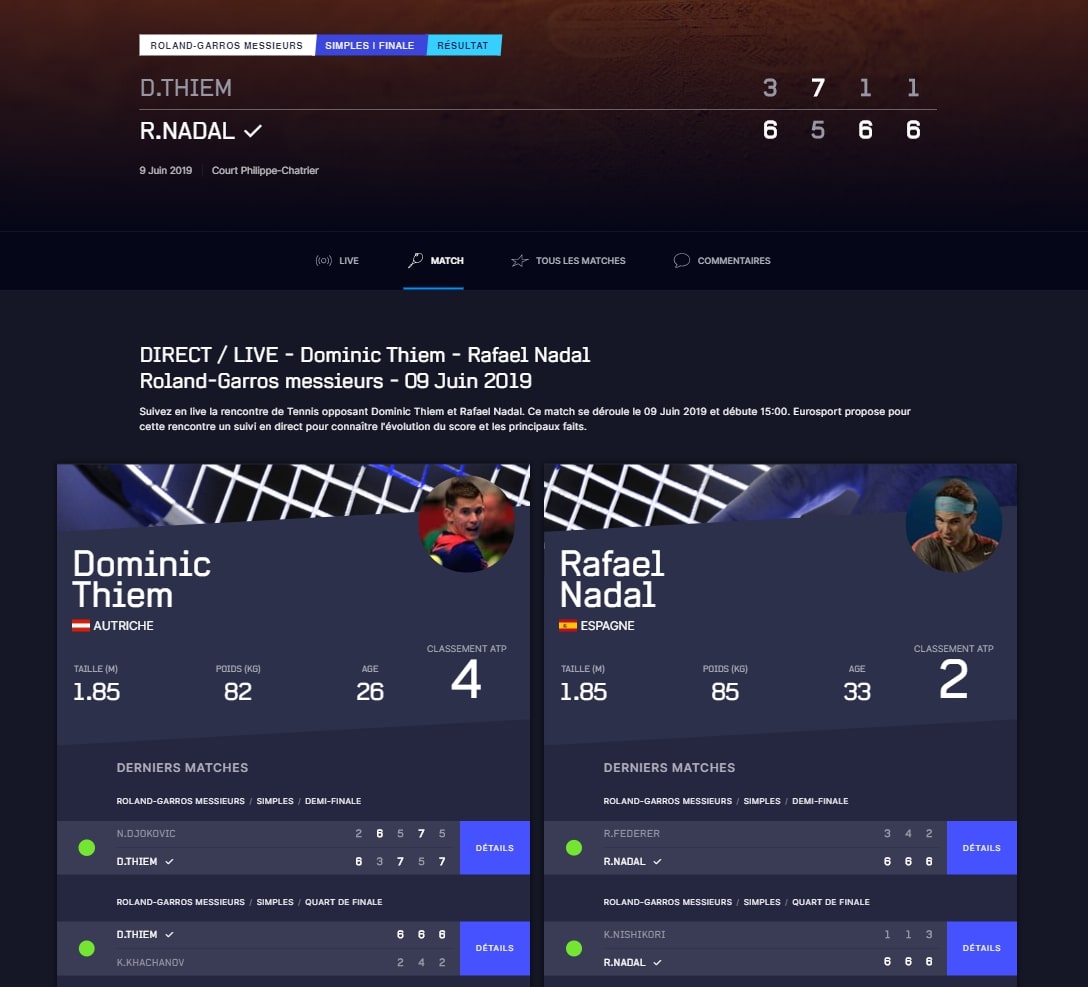 ROLAND-GARROS MESSIEURS SIMPLES | FINALE RÉSULTAT
D.THIEM 3 7 1 1
R.NADAL 6 5 6 6
9 Juin 2019 Court Philippe-Chatrier
LIVE MATCH TOUS LES MATCHES COMMENTAIRES
DIRECT / LIVE - Dominic Thiem - Rafael Nadal
Roland-Garros messieurs - 09 Juin 2019
Suivez en live la rencontre de Tennis opposant Dominic Thiem et Rafael Nadal. Ce match se déroule le 09 Juin 2019 et débute 15:00. Eurosport propose pour
cette rencontre un suivi en direct pour connaître l'évolution du score et les principaux faits.
Dominic
Thiem
AUTRICHE
CLASSEMENT ATP
TAILLE (M) POIDS (KG) AGE
1.85 82 26 4
DERNIERS MATCHES
ROLAND-GARROS MESSIEURS / SIMPLES / DEMI-FINALE
N.DJOKOVIC 2 6 5 7 5
D.THIEM 6 3 7 5 7
DÉTAILS
ROLAND-GARROS MESSIEURS / SIMPLES / QUART DE FINALE
D.THIEM 6 6 6
K.KHACHANOV 2 4 2
DÉTAILS
Rafael
Nadal
ESPAGNE
CLASSEMENT ATP
TAILLE (M) POIDS (KG) AGE
1.85 85 33 2
DERNIERS MATCHES
ROLAND-GARROS MESSIEURS / SIMPLES / DEMI-FINALE
R.FEDERER 3 4 2
R.NADAL 6 6 6
DÉTAILS
ROLAND-GARROS MESSIEURS / SIMPLES / QUART DE FINALE
K.NISHIKORI 1 1 3
R.NADAL 6 6 6
DÉTAILS